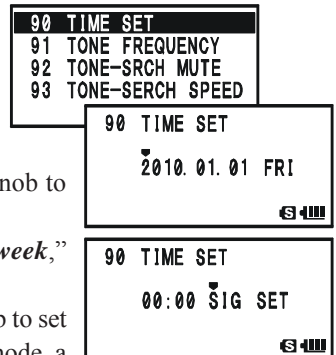 90 TIME SET
91 TONE FREQUENCY
92 TONE-SRCH MUTE
93 TONE-SERCH SPEED
90 TIME SET
2010. 01. 01 FRI
S
nob to
week,”
90 TIME SET
00:00 SIG SET
to set
node, a
S